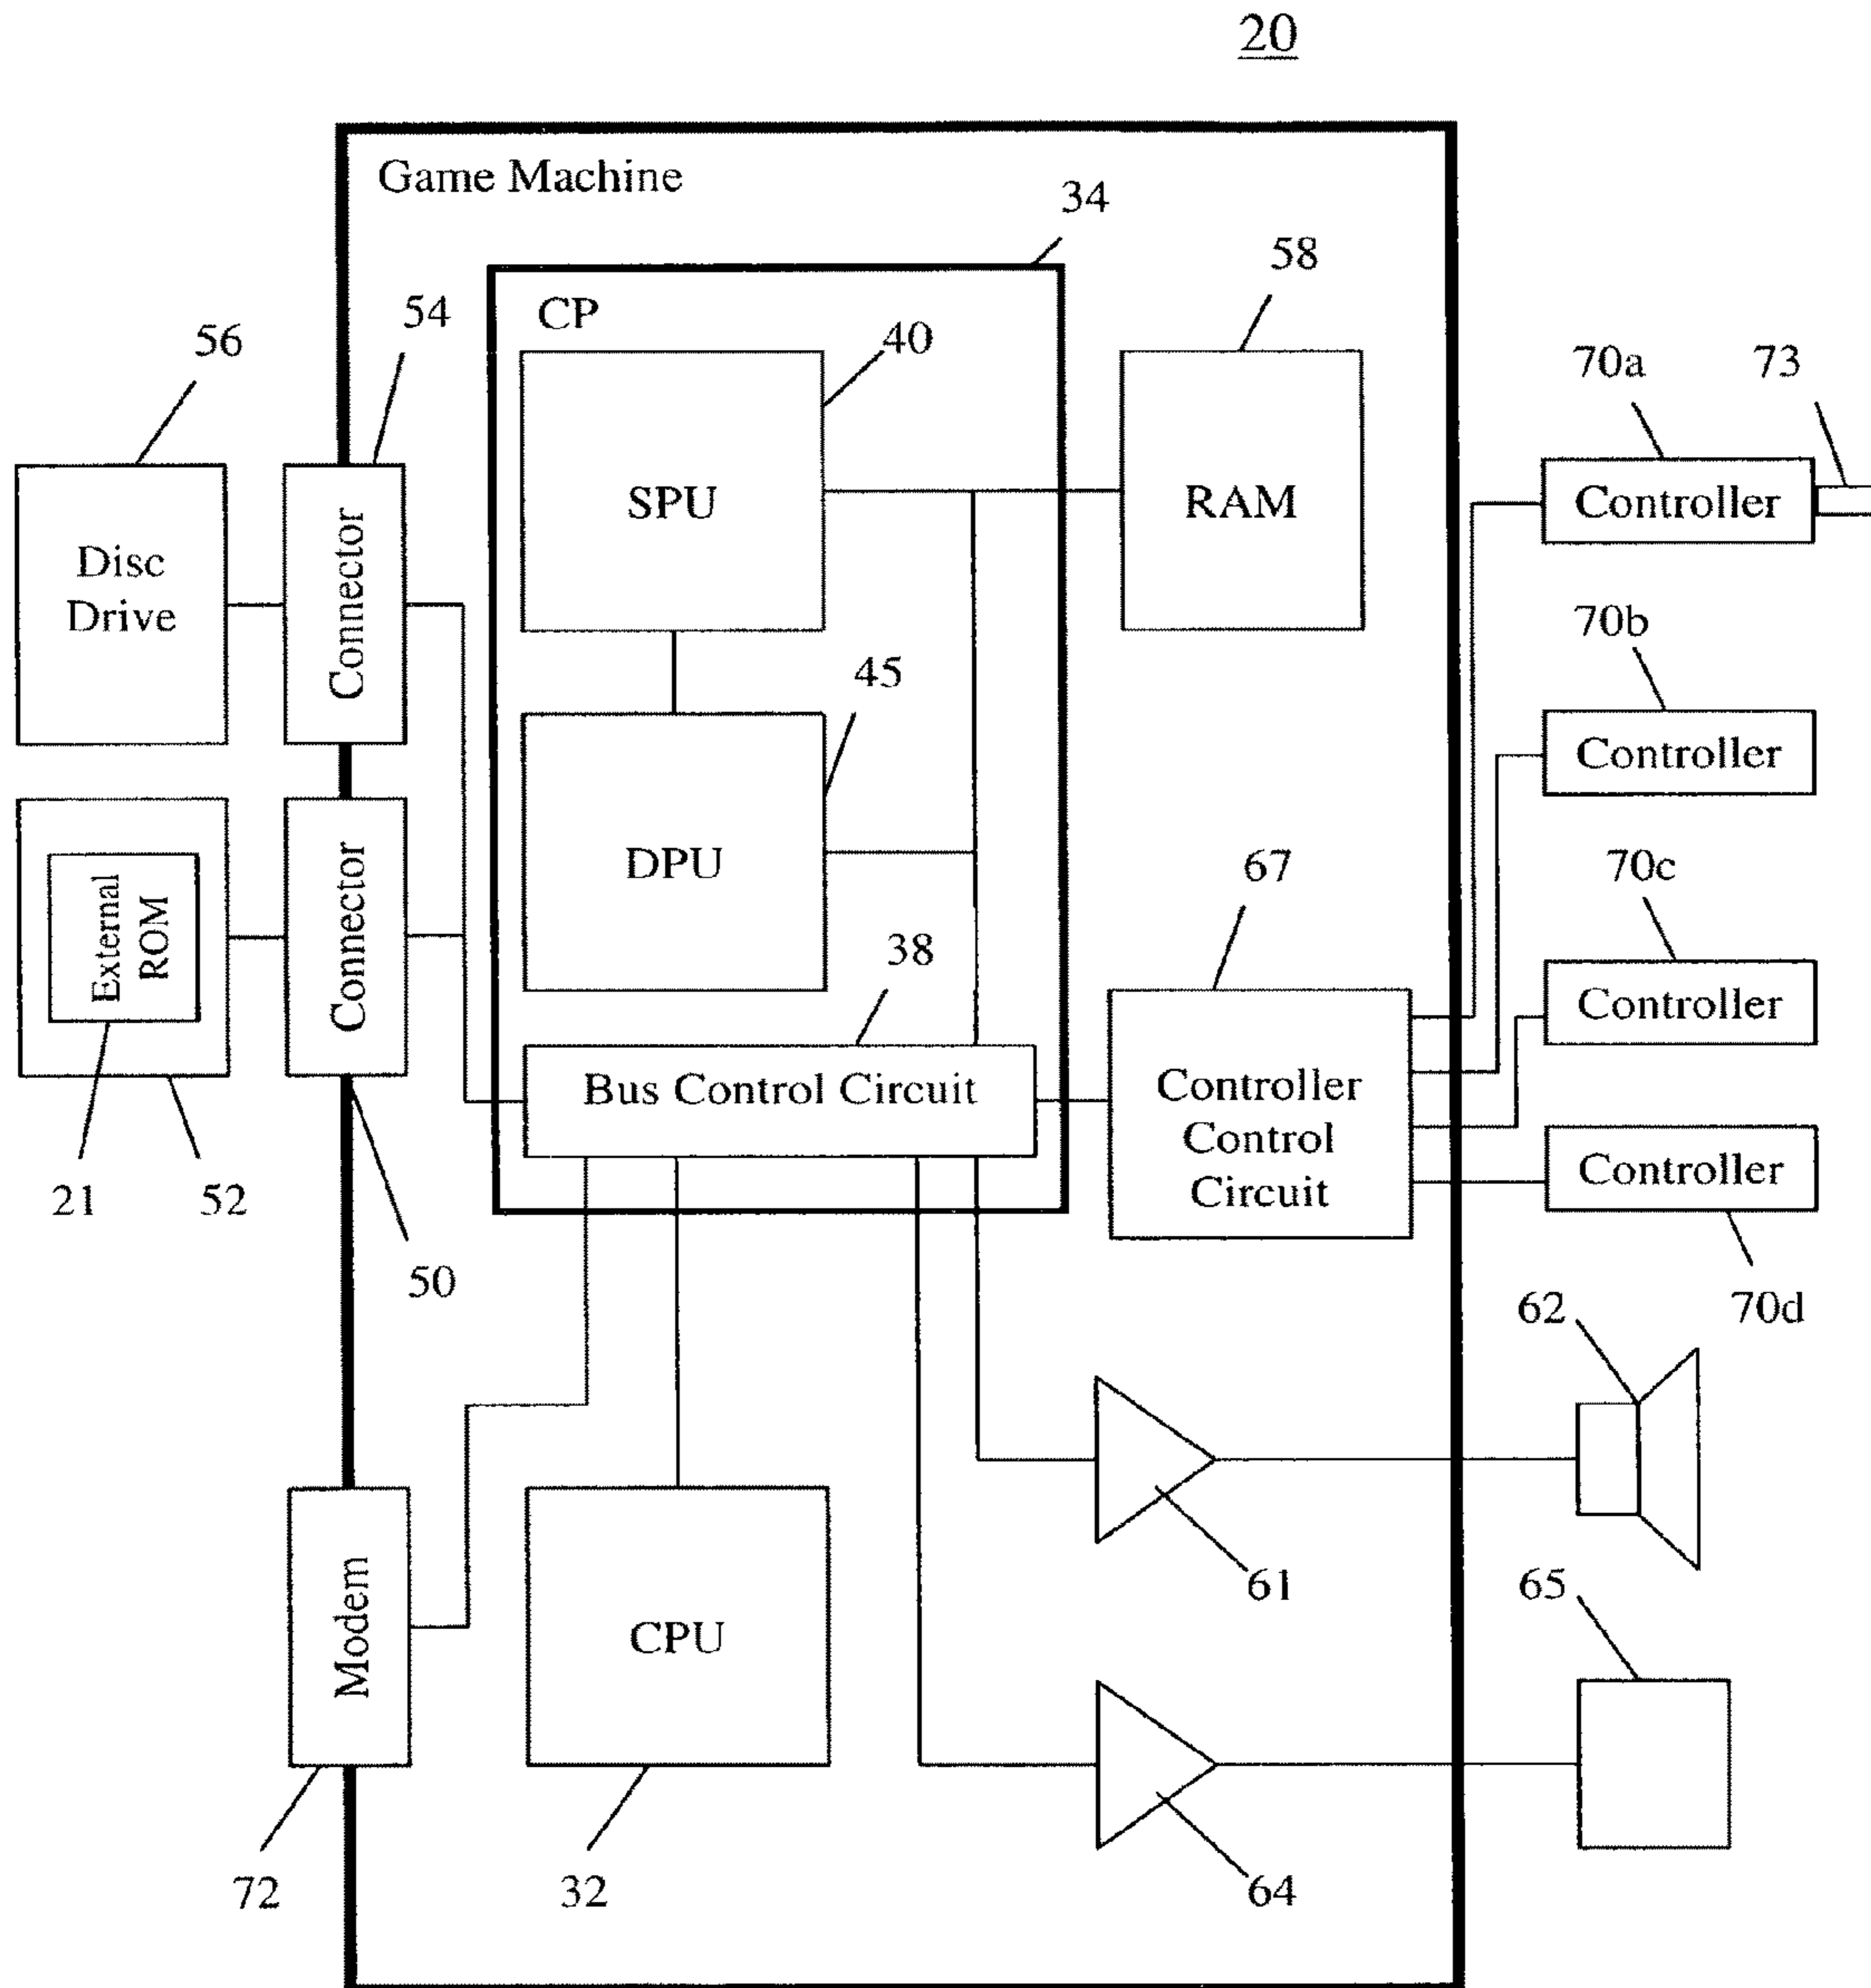 20
Game Machine
34
58
CP
54
40
56
70a
73
Controller
SPU
RAM
Disc
Drive
Connector
70b
45
Controller
External
ROM
Connector
DPU
67
70c
38
Controller
Bus Control Circuit
Controller
Control
Circuit
Controller
21
52
50
62
70d
Modem
CPU
61
65
72
32
64